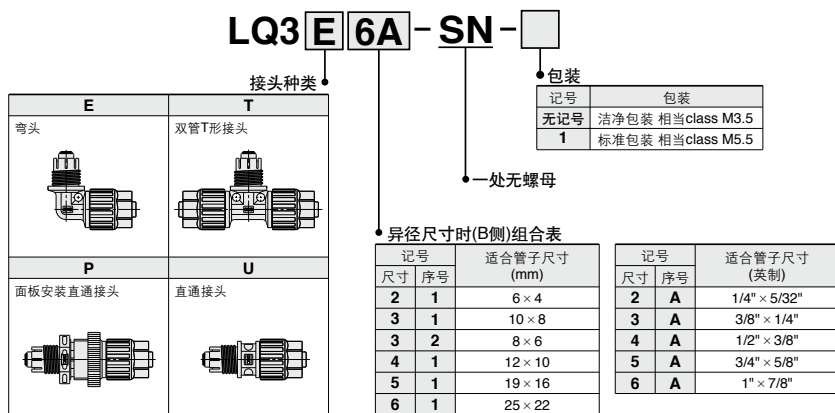 LQ3 E 6A - SN -
接头种类
E T
弯头 双管T形接头
P U
面板安装直通接头 直通接头
包装
记号 包装
无记号 洁净包装 相当class M3.5
1 标准包装 相当class M5.5
一处无螺母
异径尺寸时(B侧)组合表
记号 适合管子尺寸
尺寸 序号 (mm)
2 1 6 × 4
3 1 10 × 8
3 2 8 × 6
4 1 12 × 10
5 1 19 × 16
6 1 25 × 22
记号 适合管子尺寸
尺寸 序号 (英制)
2 A 1/4" × 5/32"
3 A 3/8" × 1/4"
4 A 1/2" × 3/8"
5 A 3/4" × 5/8"
6 A 1" × 7/8"